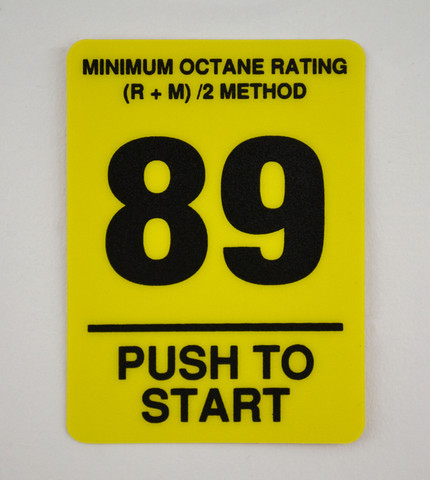 MINIMUM OCTANE RATING
(R + M) /2 METHOD
89
PUSH TO
START